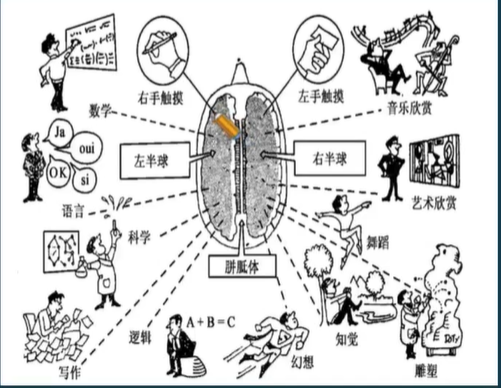 右手触摸
左手触摸
数学
音乐欣赏
Ja
oui
OK
si
左半球
右半球
语言
艺术欣赏
科学
舞蹈
胼胝体
A+B=C
逻辑
写作
幻想
知觉
雕塑